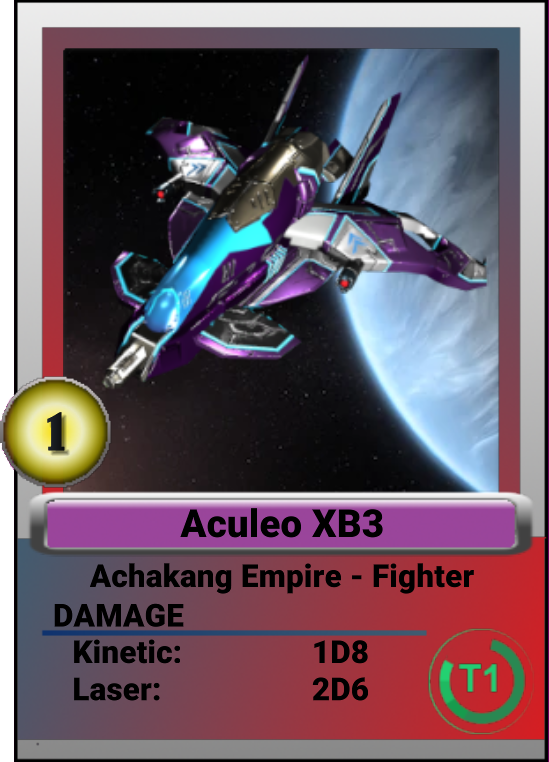 1
Aculeo XB3
Achakang Empire - Fighter
DAMAGE
Kinetic: 1D8
Laser: 2D6
T1